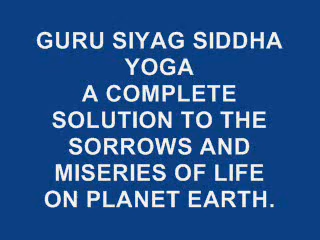 GURU SIYAG SIDDHA
YOGA
A COMPLETE
SOLUTION TO THE
SORROWS AND
MISERIES OF LIFE
ON PLANET EARTH.